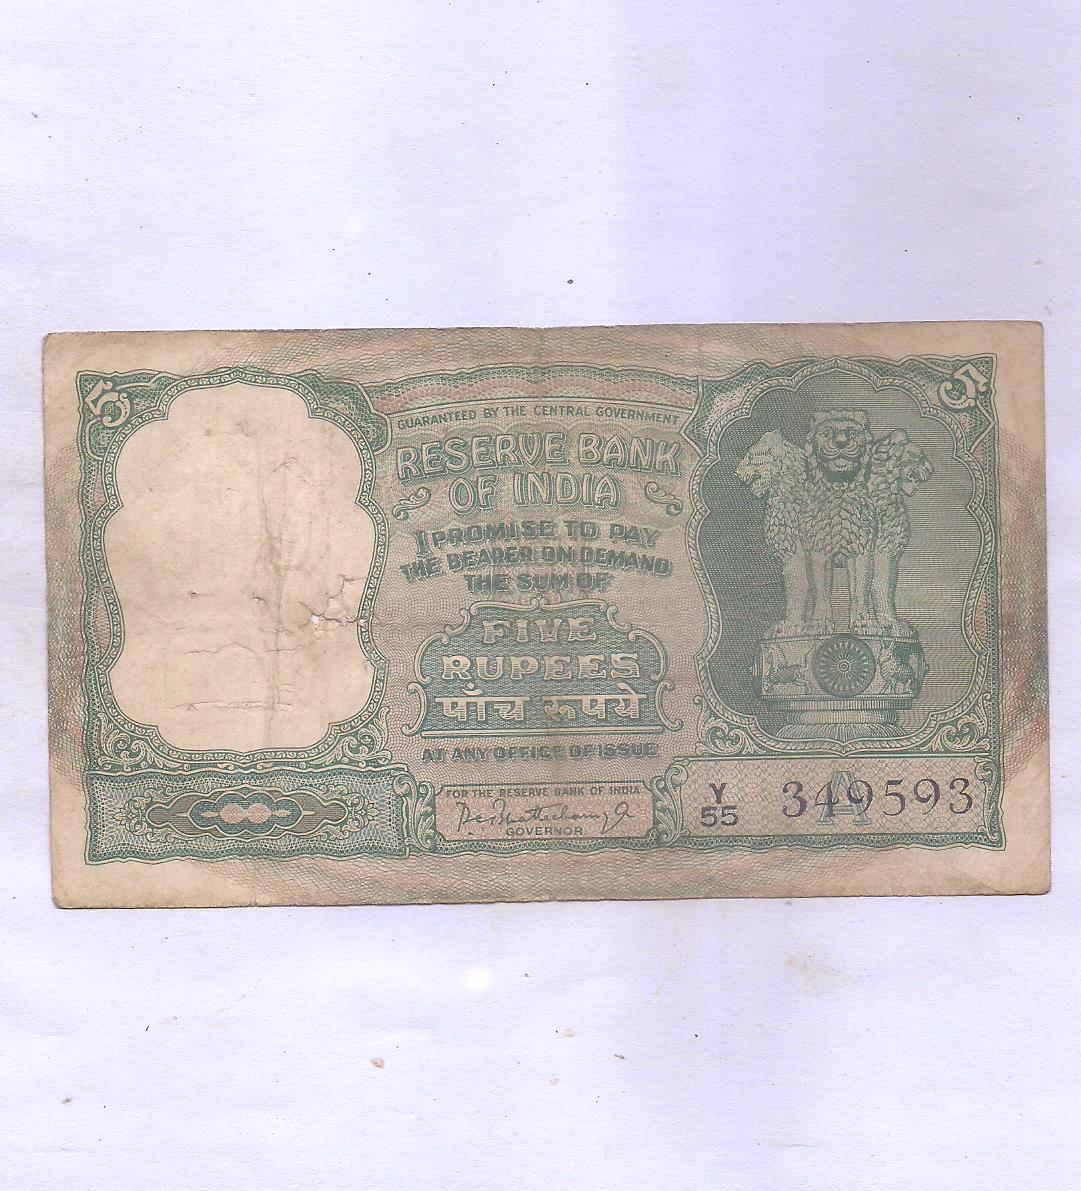 5
5
GUARANTEED BY THE CENTRAL GOVERNMENT
RESERVE BANK
OF INDIA
I PROMISE TO PAY
THE BEARER ON DEMAND
THE SUM OF
FIVE
RUPEES
पाँच रूपये
AT ANY OFFICE OF ISSUE
FOR THE RESERVE BANK OF INDIA
GOVERNOR
Y
55
349593
A